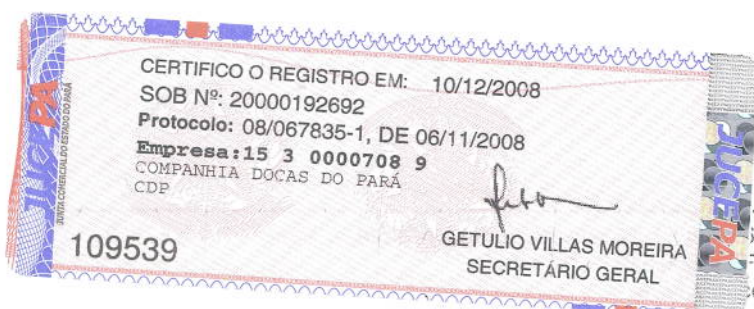 CERTIFICO O REGISTRO EM: 10/12/2008
SOB Nº: 20000192692
Protocolo: 08/067835-1, DE 06/11/2008
Empresa:15 3 0000708 9
COMPANHIA DOCAS DO PARÁ
CDP
109539
GETULIO VILLAS MOREIRA
SECRETÁRIO GERAL
JUCEPA
JUNTA COMERCIAL DO ESTADO DO PARÁ
JUCEPA